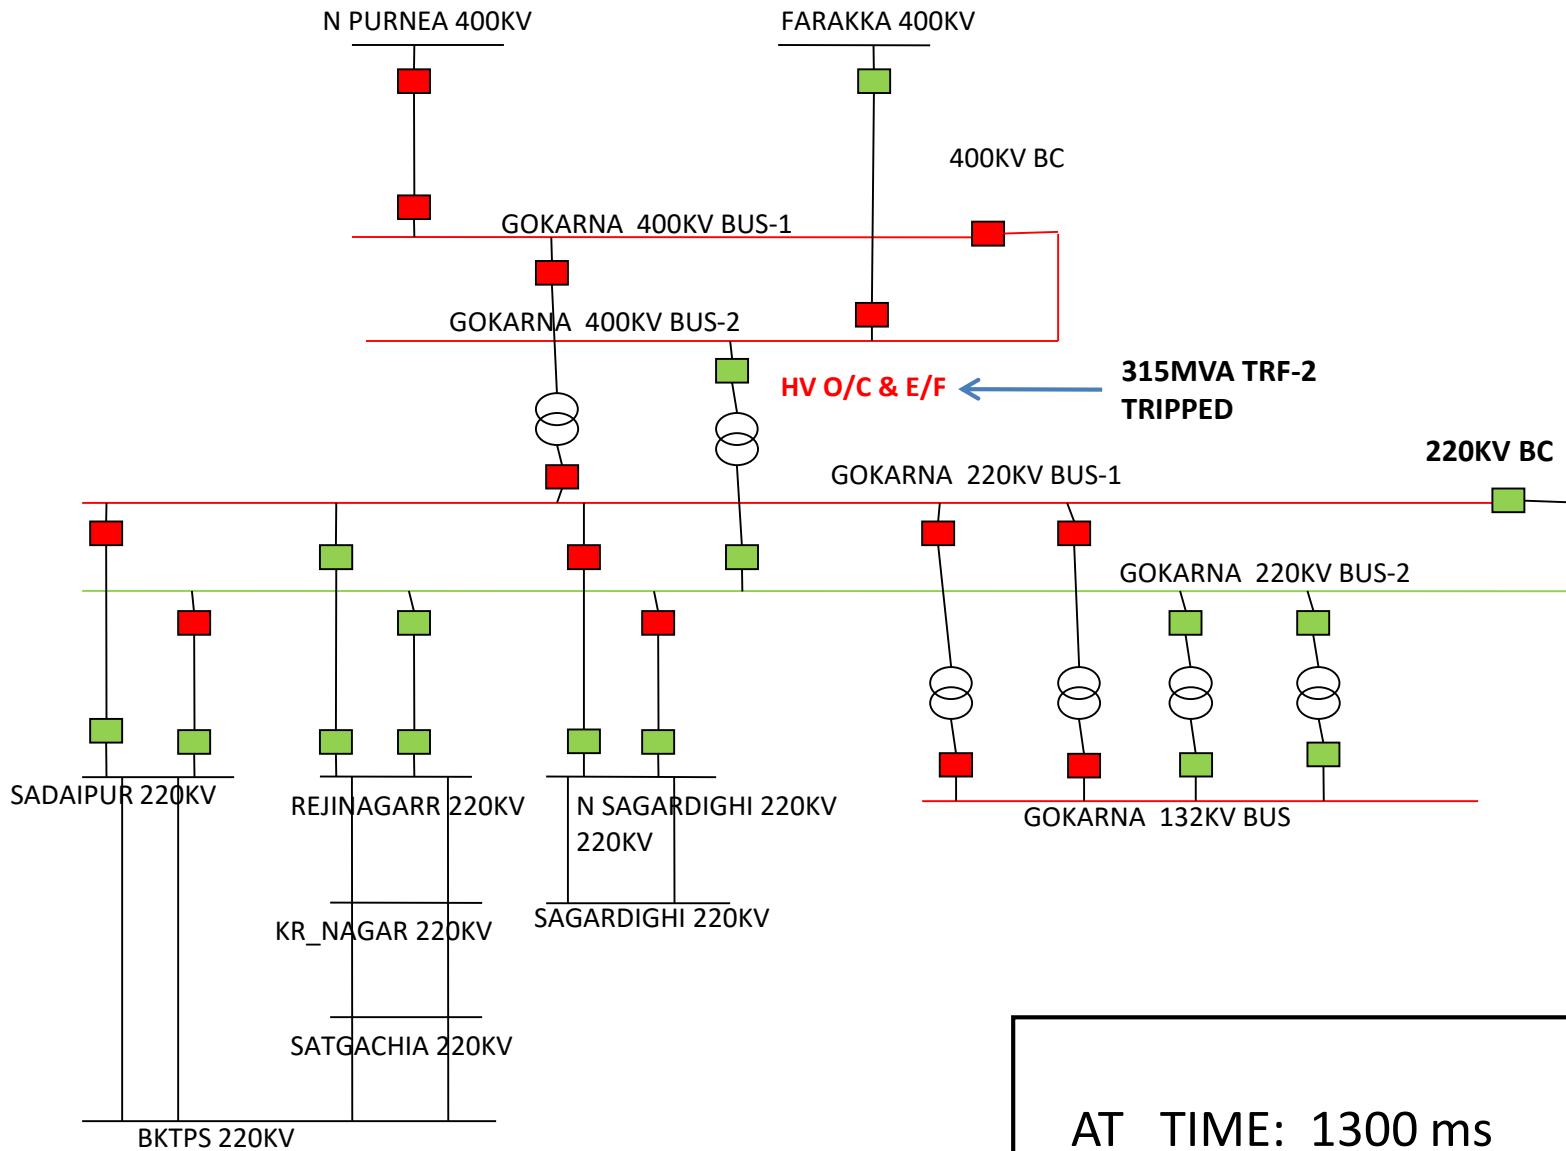 N PURNEA 400KV
FARAKKA 400KV
400KV BC
GOKARNA  400KV BUS-1
GOKARNA  400KV BUS-2
HV O/C & E/F
315MVA TRF-2
TRIPPED
220KV BC
GOKARNA  220KV BUS-1
GOKARNA  220KV BUS-2
SADAIPUR 220KV
REJINAGARR 220KV
N SAGARDIGHI 220KV
220KV
GOKARNA  132KV BUS
SAGARDIGHI 220KV
KR_NAGAR 220KV
SATGACHIA 220KV
BKTPS 220KV
AT   TIME:  1300 ms